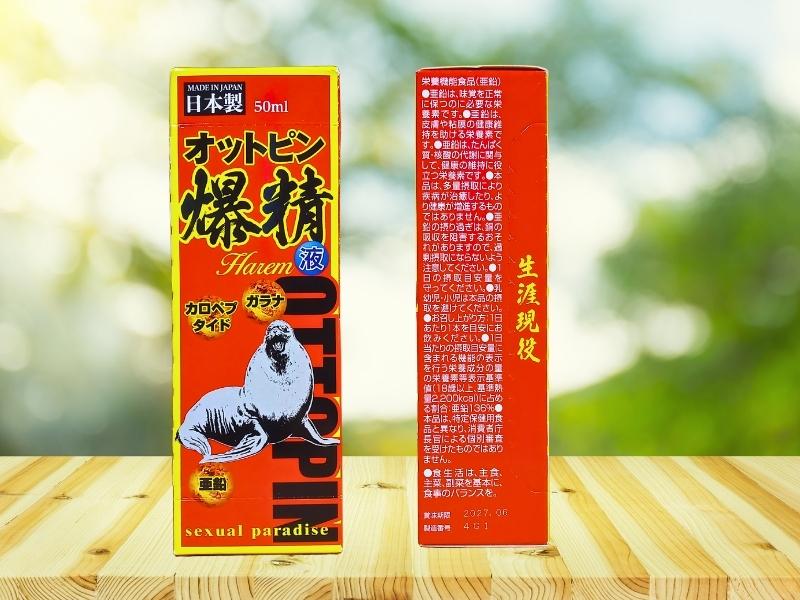 MADE IN JAPAN
日本製
50ml
オットピン
爆精
Harem
液
カロペプ
タイド
ガラナ
OTTOPIN
亜鉛
sexual paradise
栄養機能食品(亜鉛)
●亜鉛は、味覚を正常
に保つのに必要な栄
養素です。●亜鉛は、
皮膚や粘膜の健康維
持を助ける栄養素で
す。●亜鉛は、たんぱく
質・核酸の代謝に関与
して、健康の維持に役
立つ栄養素です。●本
品は、多量摂取により
疾病が治癒したり、よ
り健康が増進するもの
ではありません。●亜
鉛の摂り過ぎは、銅の
吸収を阻害するおそ
れがありますので、過
剰摂取にならないよう
注意してください。●1
日の摂取目安量を
守ってください。●乳
幼児・小児は本品の摂
取を避けてください。
●お召し上がり方:1日
あたり1本を目安にお
飲みください。●1日
当たりの摂取目安量に
含まれる機能の表示
を行う栄養成分の量
の栄養素等表示基準
値(18歳以上、基準熱
量2,200kcal)に占め
る割合:亜鉛136%●
本品は、特定保健用食
品と異なり、消費者庁
長官による個別審査
を受けたものではあり
ません。
●食生活は、主食、
主菜、副菜を基本に、
食事のバランスを。
賞味期限 2027.06
製造番号 4G1
生涯現役